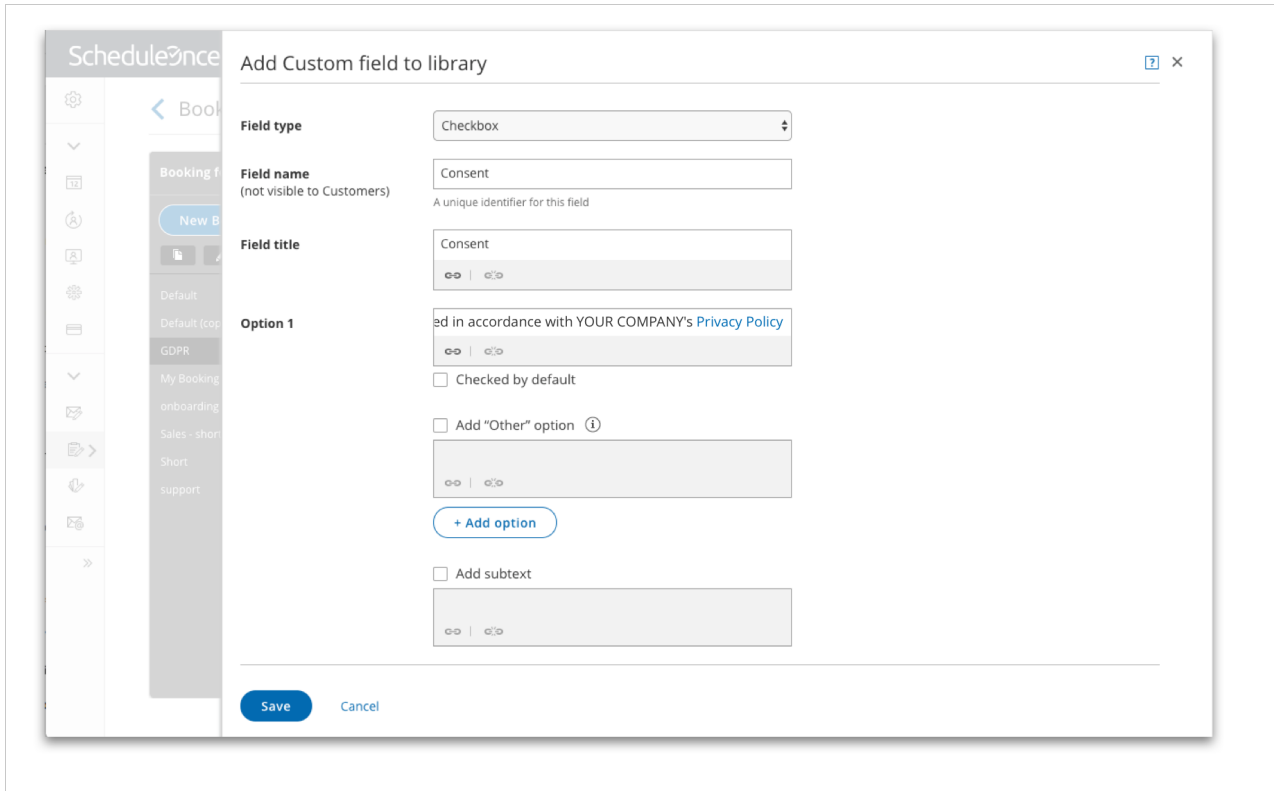 ScheduleOnce
Add Custom field to library
?
Book
Booking f
New B
Default
Default (cop
GDPR
My Booking
onboarding
Sales - short
Short
support
12
Field type
Checkbox
Field name
(not visible to Customers)
Consent
A unique identifier for this field
Field title
Consent
Option 1
ed in accordance with YOUR COMPANY's Privacy Policy
Checked by default
Add “Other” option
+ Add option
Add subtext
Save
Cancel